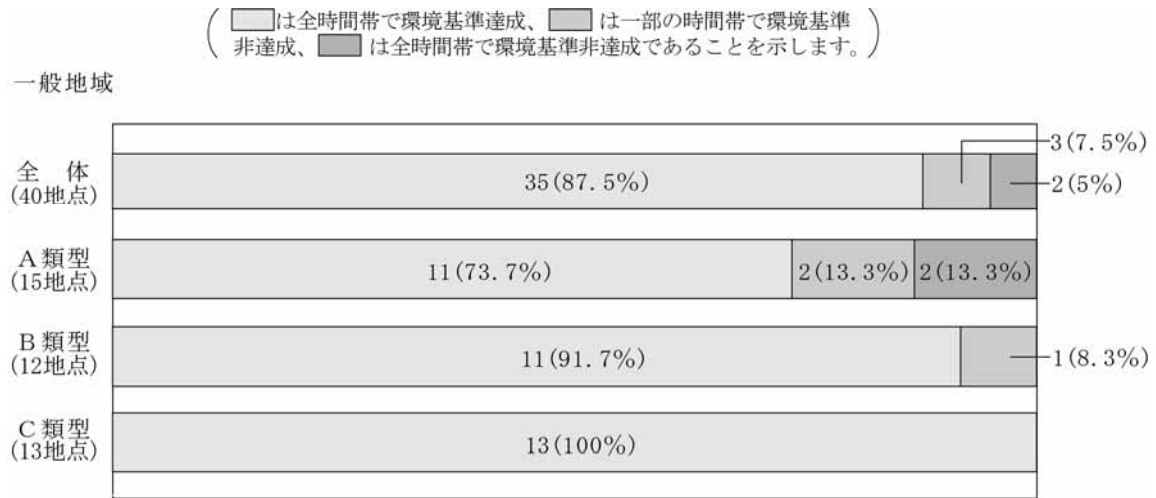 ( は全時間帯で環境基準達成、 は一部の時間帯で環境基準
非達成、 は全時間帯で環境基準非達成であることを示します。)
一般地域
3(7.5%)
全 体
(40地点)
35(87.5%)
2(5%)
A類型
(15地点)
11(73.7%)
2(13.3%)
2(13.3%)
B類型
(12地点)
11(91.7%)
1(8.3%)
C類型
(13地点)
13(100%)